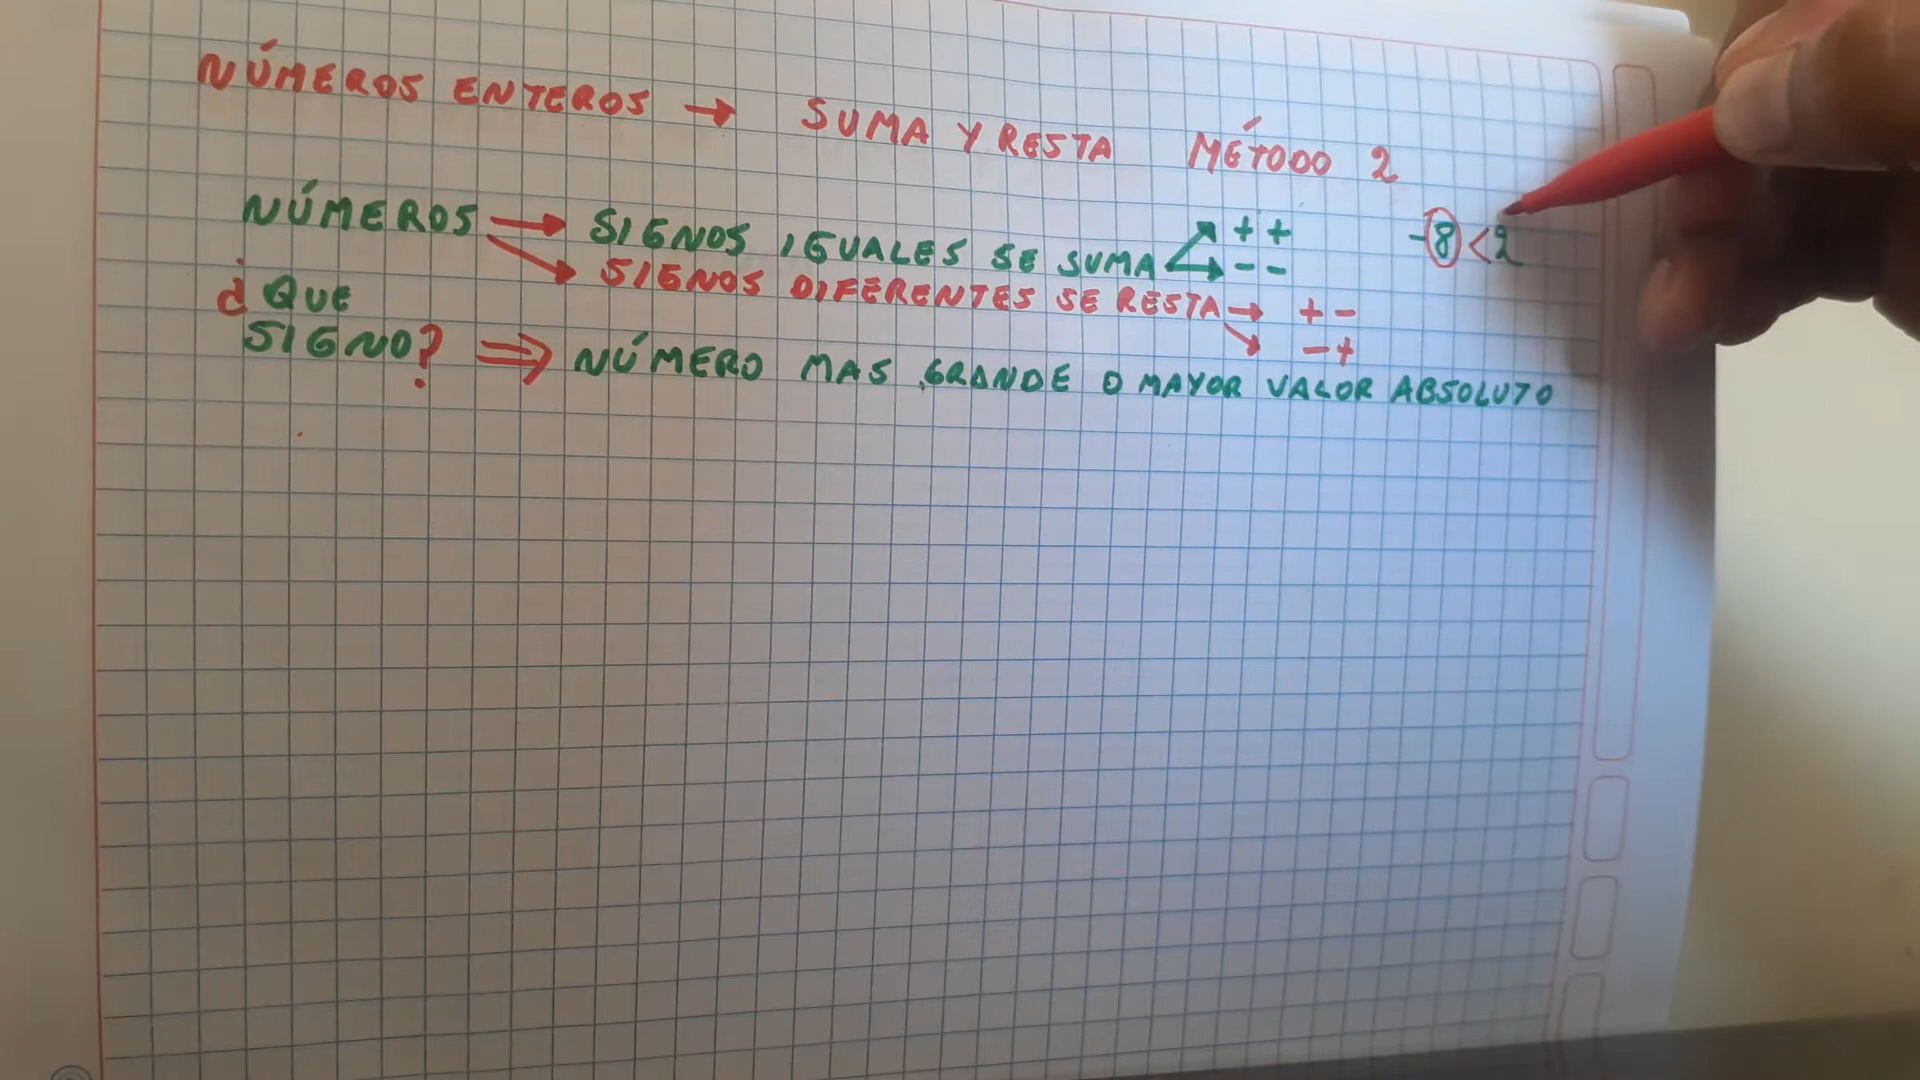 NÚMEROS ENTEROS → SUMA Y RESTA MÉTODO 2
NÚMEROS → SIGNOS IGUALES SE SUMA ++
--
SIGNOS DIFERENTES SE RESTA → +-
-+
-8<2
¿QUE
SIGNO? ⇒ NÚMERO MAS GRANDE O MAYOR VALOR ABSOLUTO